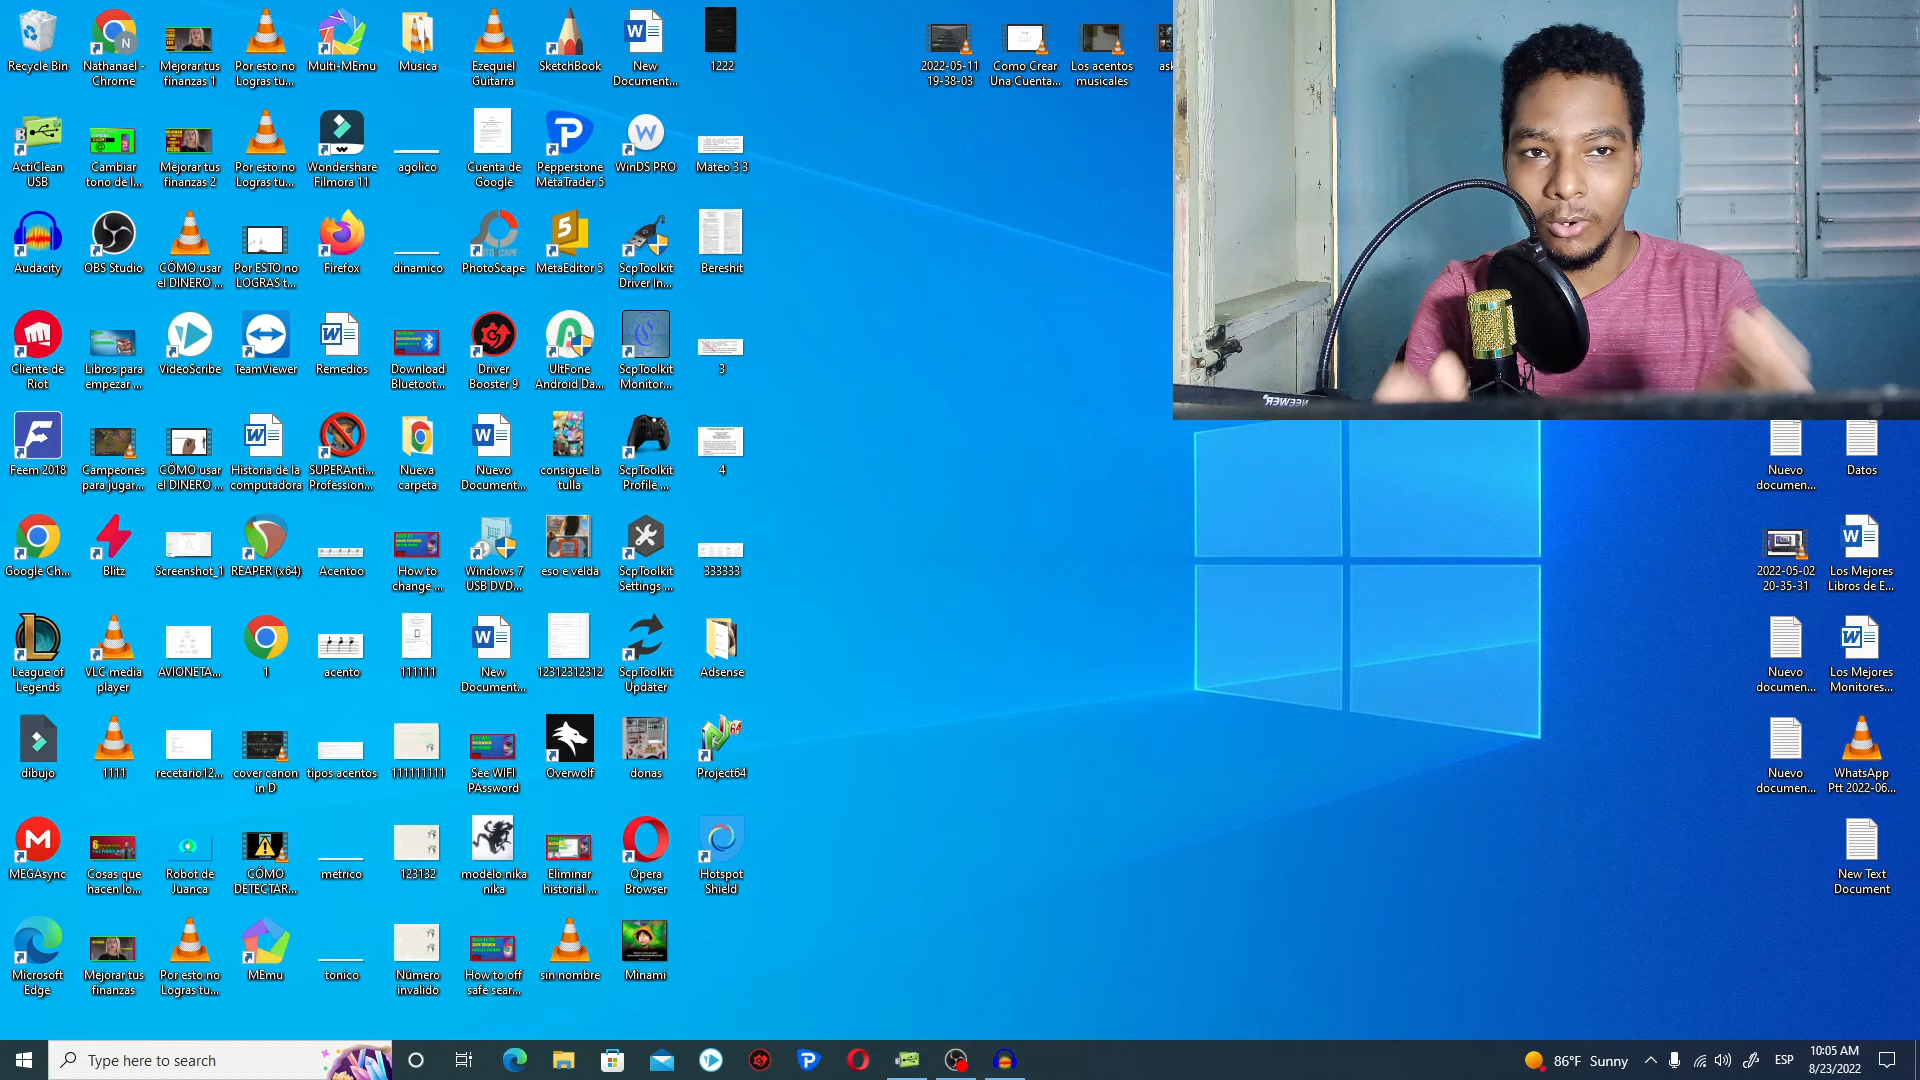 Recycle Bin
Nathanael -
Chrome
Mejorar tus
finanzas 1
Por esto no
Logras tu...
Multi-MEmu
Musica
Ezequiel
Guitarra
SketchBook
New
Document...
1222
2022-05-11
19-38-03
Como Crear
Una Cuenta...
Los acentos
musicales
ActiClean
USB
Cambiar
tono de l...
Mejorar tus
finanzas 2
Por esto no
Logras tu...
Wondershare
Filmora 11
agolico
Cuenta de
Google
Pepperstone
MetaTrader 5
WinDS PRO
Mateo 3 3
Audacity
OBS Studio
CÓMO usar
el DINERO ...
Por ESTO no
LOGRAS t...
Firefox
dinamico
PhotoScape
MetaEditor 5
ScpToolkit
Driver In...
Bereshit
Cliente de
Riot
Libros para
empezar ...
VideoScribe
TeamViewer
Remedios
Download
Bluetoot...
Driver
Booster 9
UltFone
Android Da...
ScpToolkit
Monitor...
3
NEEWER
Feem 2018
Campeones
para jugar...
CÓMO usar
el DINERO ...
Historia de la
computadora
SUPERAnti...
Profession...
Nueva
carpeta
Nuevo
Document...
consigue la
tulla
ScpToolkit
Profile ...
4
Nuevo
documen...
Datos
Google Ch...
Blitz
Screenshot_1
REAPER (x64)
Acentoo
How to
change ...
Windows 7
USB DVD...
eso e velda
ScpToolkit
Settings ...
333333
2022-05-02
20-35-31
Los Mejores
Libros de E...
League of
Legends
VLC media
player
AVIONETA...
1
acento
111111
New
Document...
12312312312
ScpToolkit
Updater
Adsense
Nuevo
documen...
Los Mejores
Monitores...
dibujo
1111
recetario12...
cover canon
in D
tipos acentos
111111111
See WIFI
PAssword
Overwolf
donas
Project64
Nuevo
documen...
WhatsApp
Ptt 2022-06...
MEGAsync
Cosas que
hacen lo...
Robot de
Juanca
CÓMO
DETECTAR...
metrico
123132
modelo nika
nika
Eliminar
historial ...
Opera
Browser
Hotspot
Shield
New Text
Document
Microsoft
Edge
Mejorar tus
finanzas
Por esto no
Logras tu...
MEmu
tonico
Número
invalido
How to off
safe sear...
sin nombre
Minami
Type here to search
86°F Sunny
ESP
10:05 AM
8/23/2022